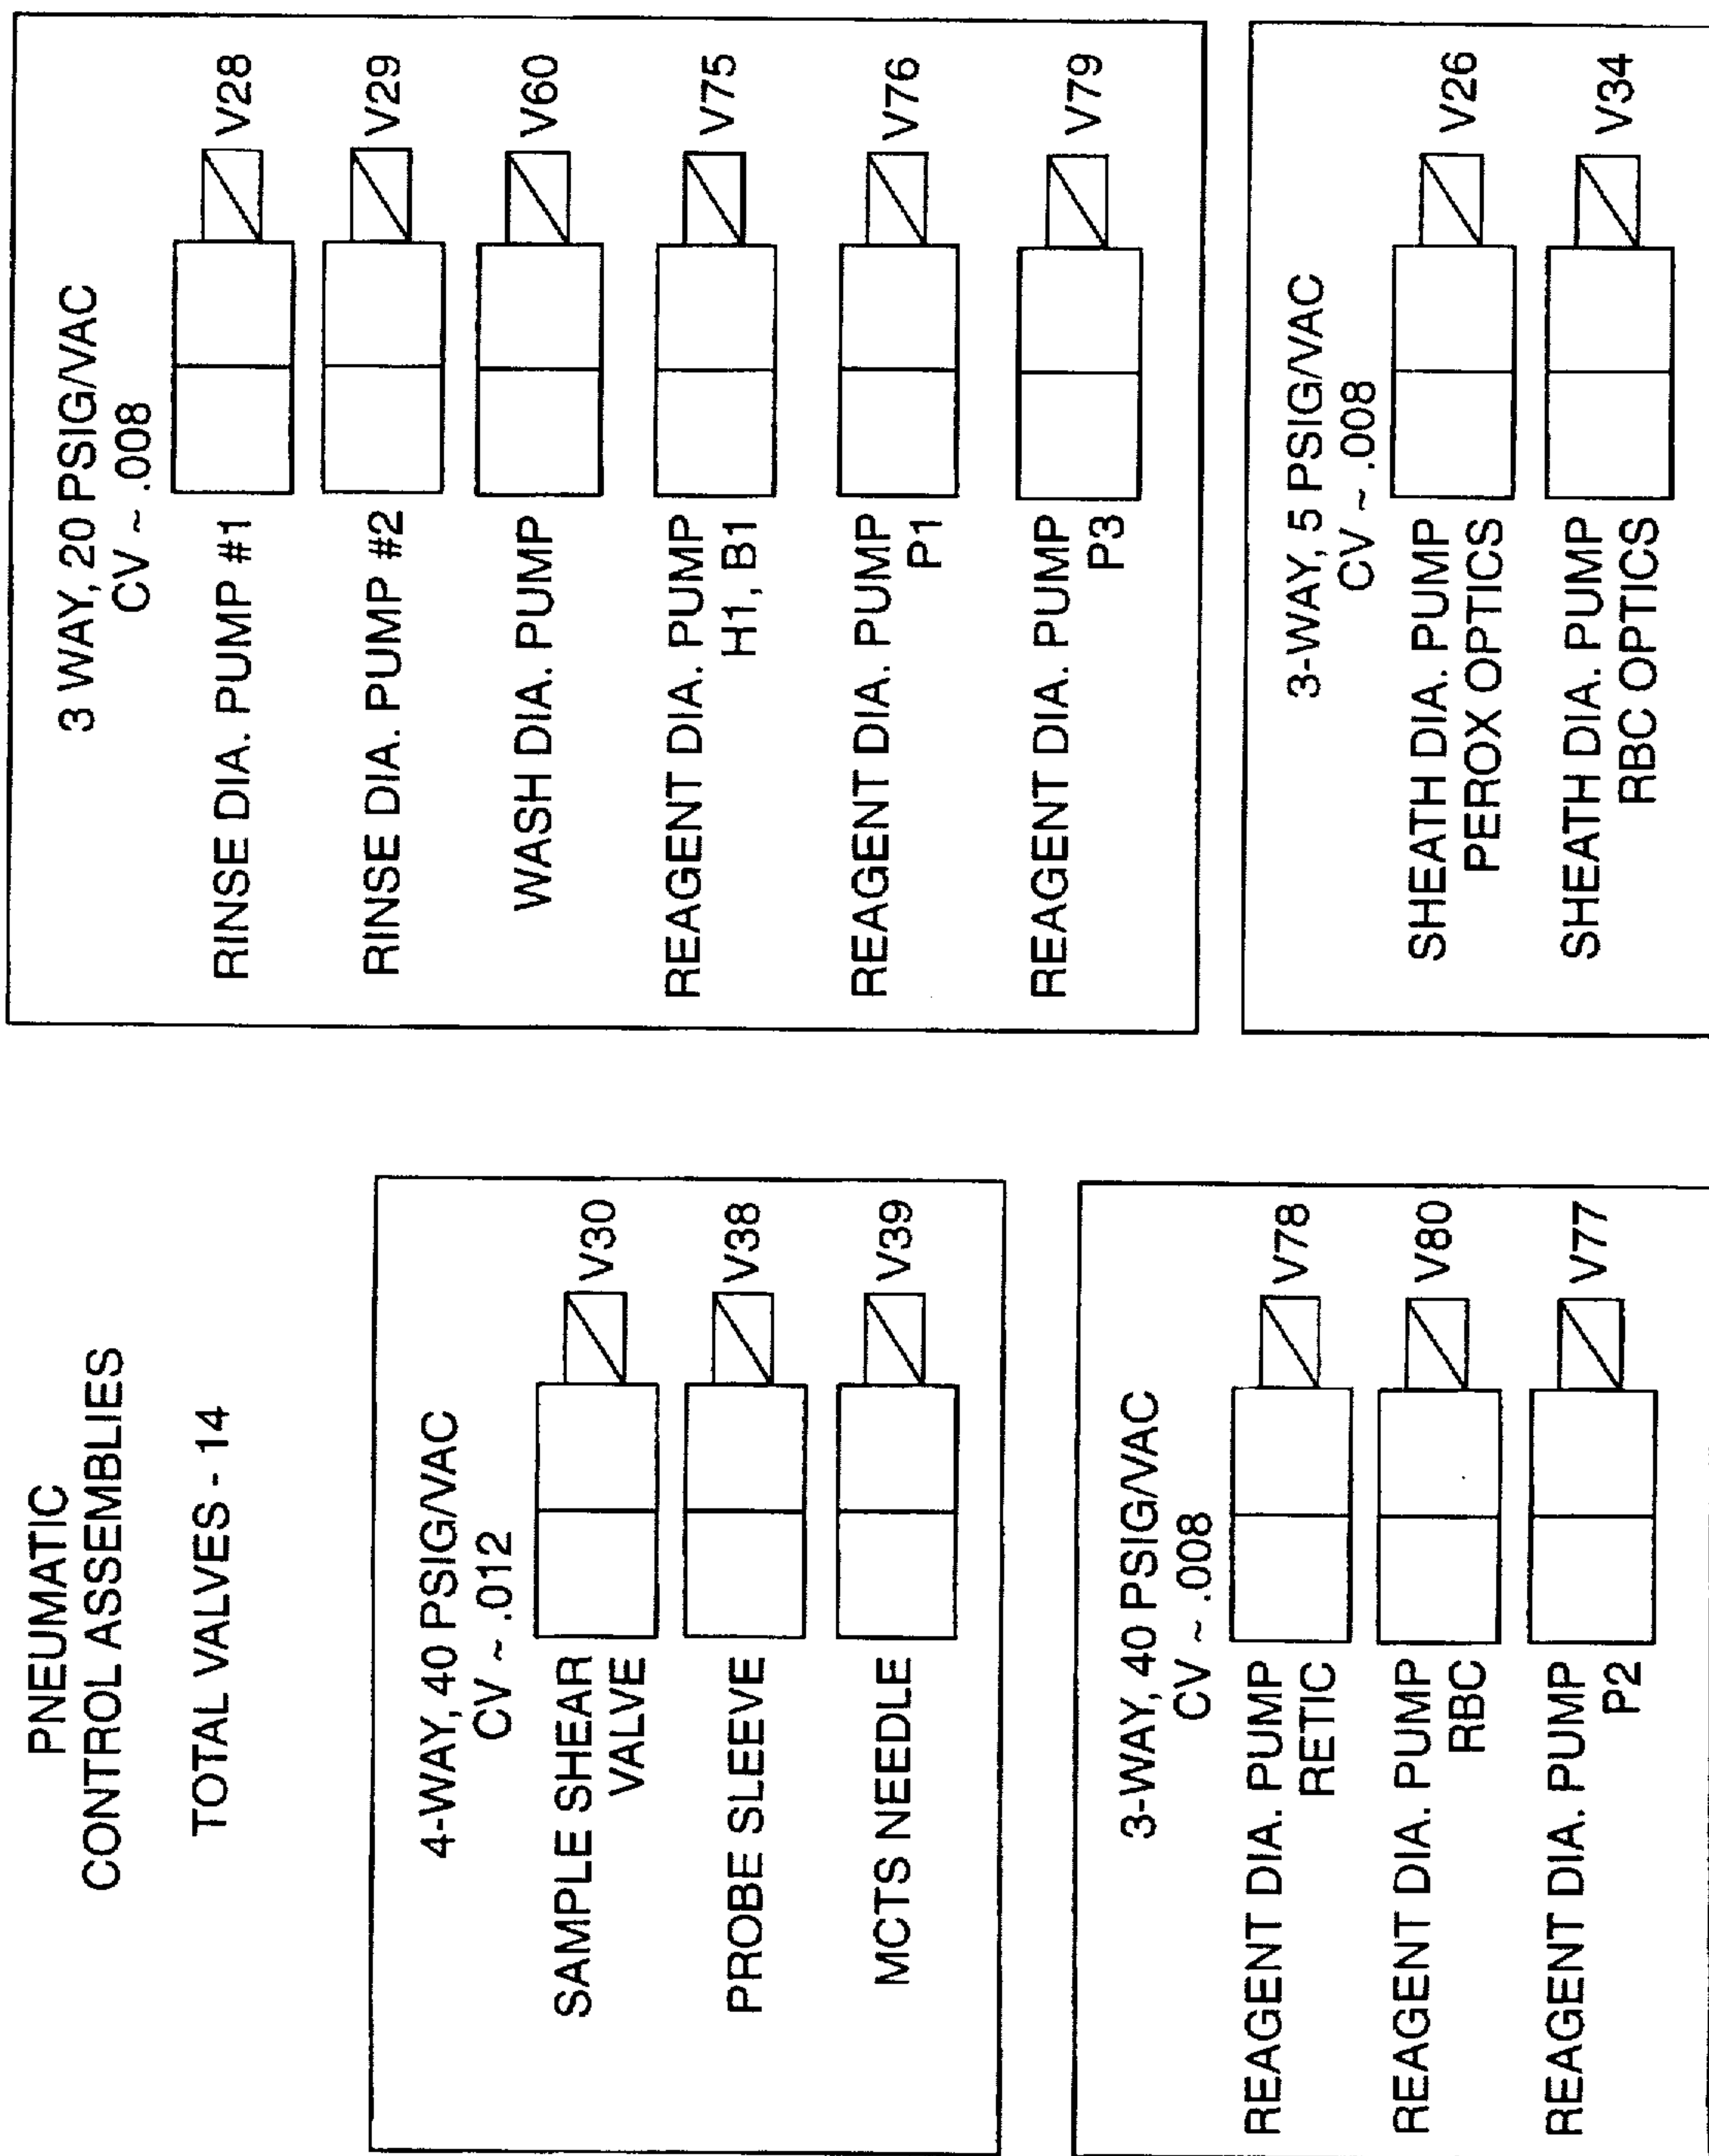 PNEUMATIC
CONTROL ASSEMBLIES
TOTAL VALVES - 14
4-WAY, 40 PSIG/VAC
CV ~ .012
SAMPLE SHEAR
VALVE
V30
PROBE SLEEVE
V38
MCTS NEEDLE
V39
3-WAY, 40 PSIG/VAC
CV ~ .008
REAGENT DIA. PUMP
RETIC
V78
REAGENT DIA. PUMP
RBC
V80
REAGENT DIA. PUMP
P2
V77
3 WAY, 20 PSIG/VAC
CV ~ .008
RINSE DIA. PUMP #1
V28
RINSE DIA. PUMP #2
V29
WASH DIA. PUMP
V60
REAGENT DIA. PUMP
H1, B1
V75
REAGENT DIA. PUMP
P1
V76
REAGENT DIA. PUMP
P3
V79
3-WAY, 5 PSIG/VAC
CV ~ .008
SHEATH DIA. PUMP
PEROX OPTICS
V26
SHEATH DIA. PUMP
RBC OPTICS
V34